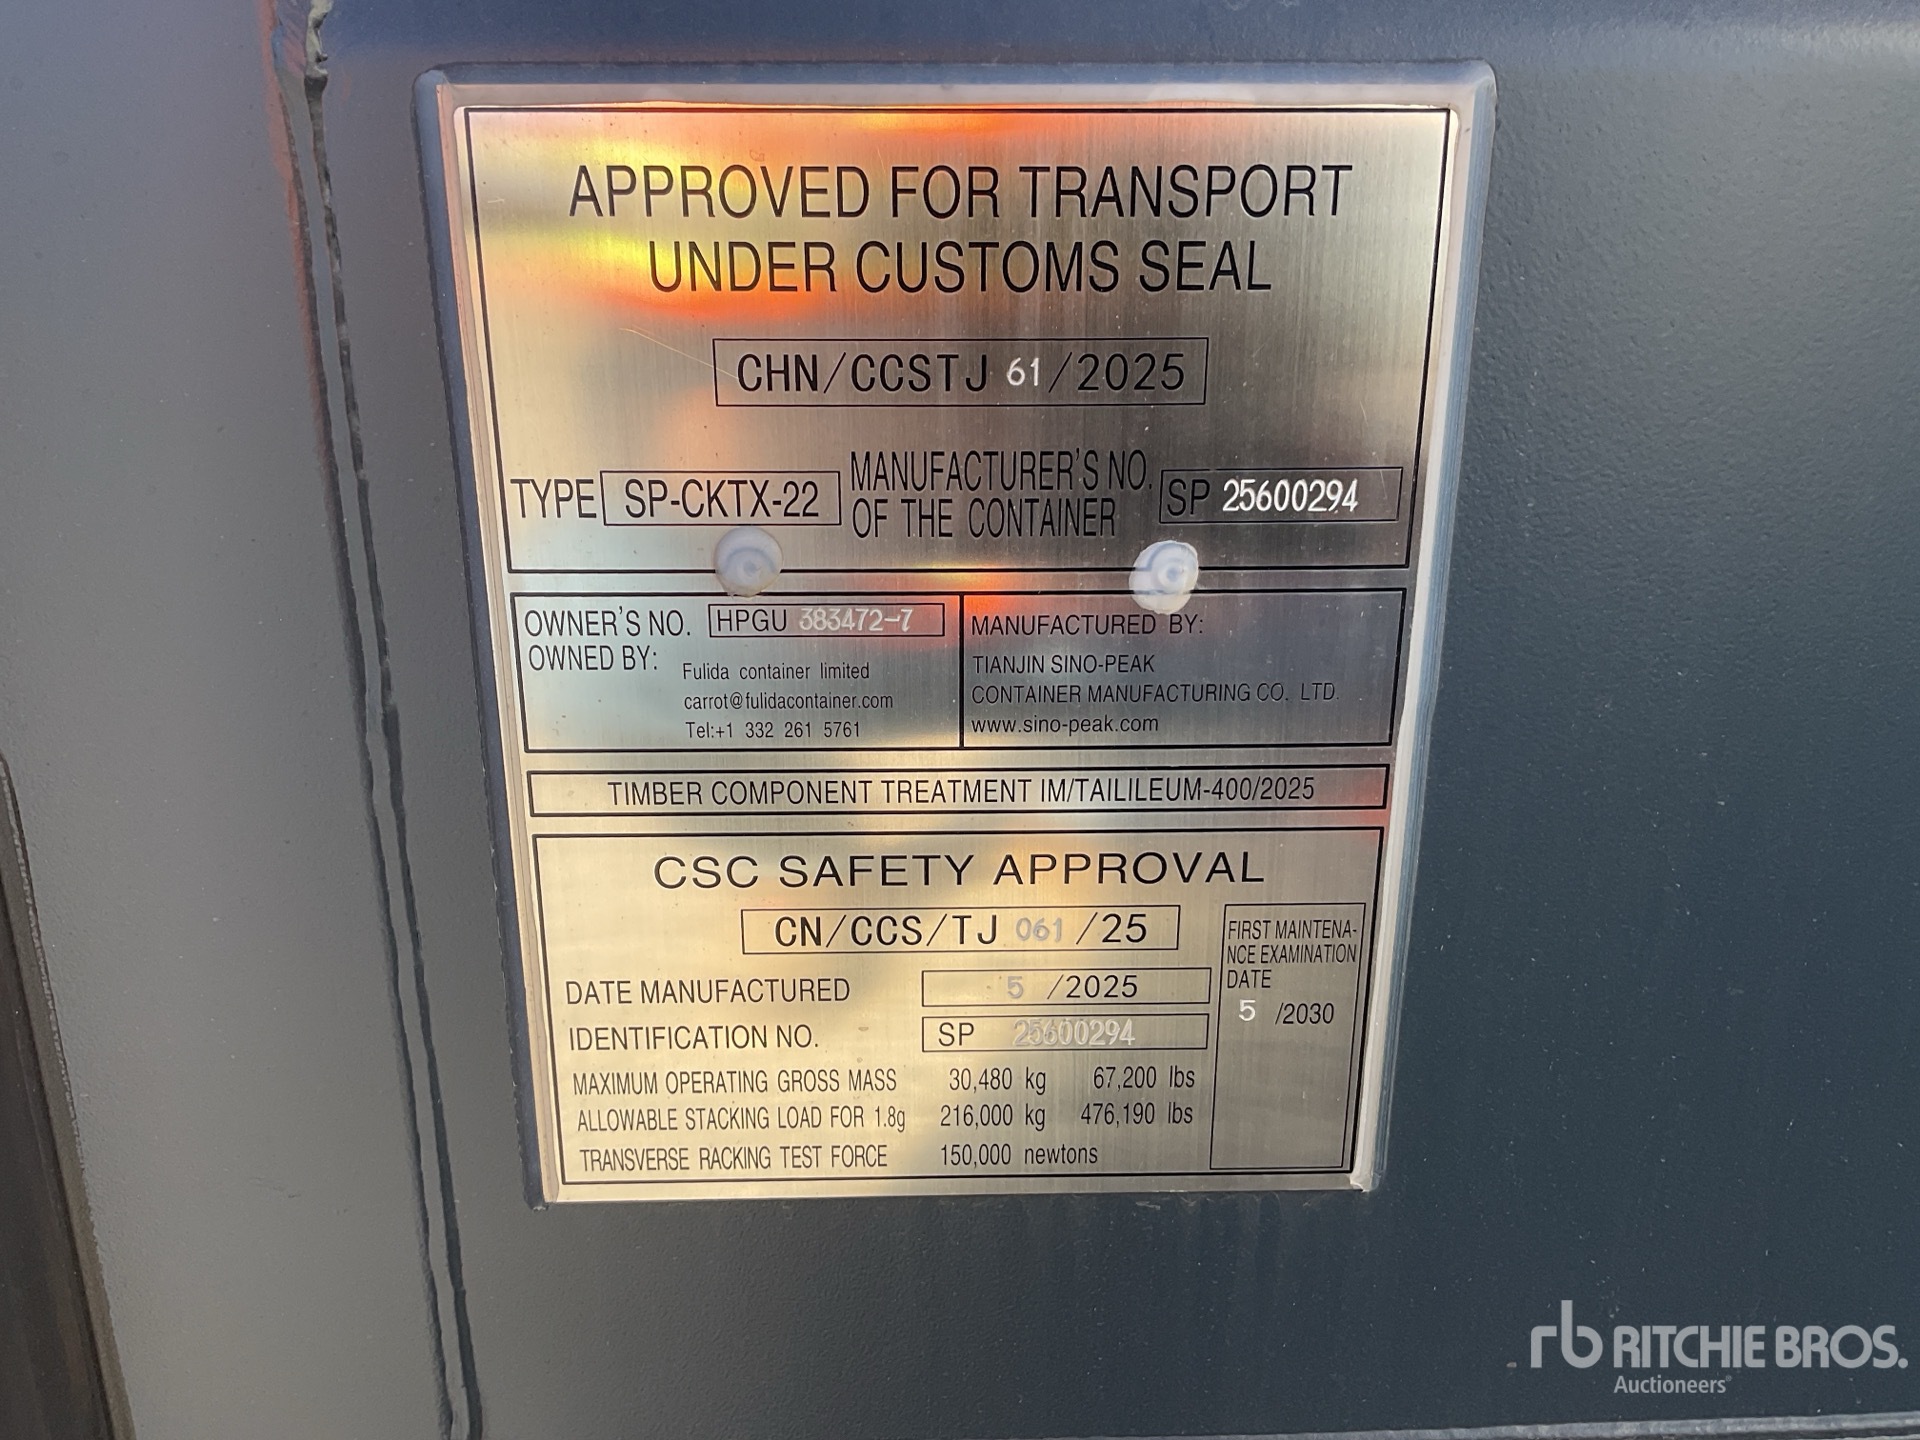 APPROVED FOR TRANSPORT
UNDER CUSTOMS SEAL
CHN/CCSTJ 61/2025
TYPE SP-CKTX-22 MANUFACTURER'S NO. OF THE CONTAINER SP 25600294
OWNER'S NO. HPGU 383472-7
OWNED BY: Fulida container limited
carrot@fulidacontainer.com
Tel:+1 332 261 5761
MANUFACTURED BY:
TIANJIN SINO-PEAK
CONTAINER MANUFACTURING CO. LTD.
www.sino-peak.com
TIMBER COMPONENT TREATMENT IM/TAILILEUM-400/2025
CSC SAFETY APPROVAL
CN/CCS/TJ 061 /25
DATE MANUFACTURED 5 /2025
IDENTIFICATION NO. SP 25600294
MAXIMUM OPERATING GROSS MASS 30,480 kg 67,200 lbs
ALLOWABLE STACKING LOAD FOR 1.8g 216,000 kg 476,190 lbs
TRANSVERSE RACKING TEST FORCE 150,000 newtons
FIRST MAINTENA-
NCE EXAMINATION
DATE
5 /2030
rb RITCHIE BROS.
Auctioneers